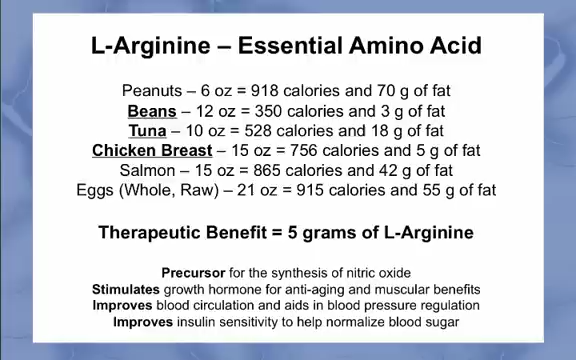 L-Arginine – Essential Amino Acid
Peanuts – 6 oz = 918 calories and 70 g of fat
Beans – 12 oz = 350 calories and 3 g of fat
Tuna – 10 oz = 528 calories and 18 g of fat
Chicken Breast – 15 oz = 756 calories and 5 g of fat
Salmon – 15 oz = 865 calories and 42 g of fat
Eggs (Whole, Raw) – 21 oz = 915 calories and 55 g of fat
Therapeutic Benefit = 5 grams of L-Arginine
Precursor for the synthesis of nitric oxide
Stimulates growth hormone for anti-aging and muscular benefits
Improves blood circulation and aids in blood pressure regulation
Improves insulin sensitivity to help normalize blood sugar